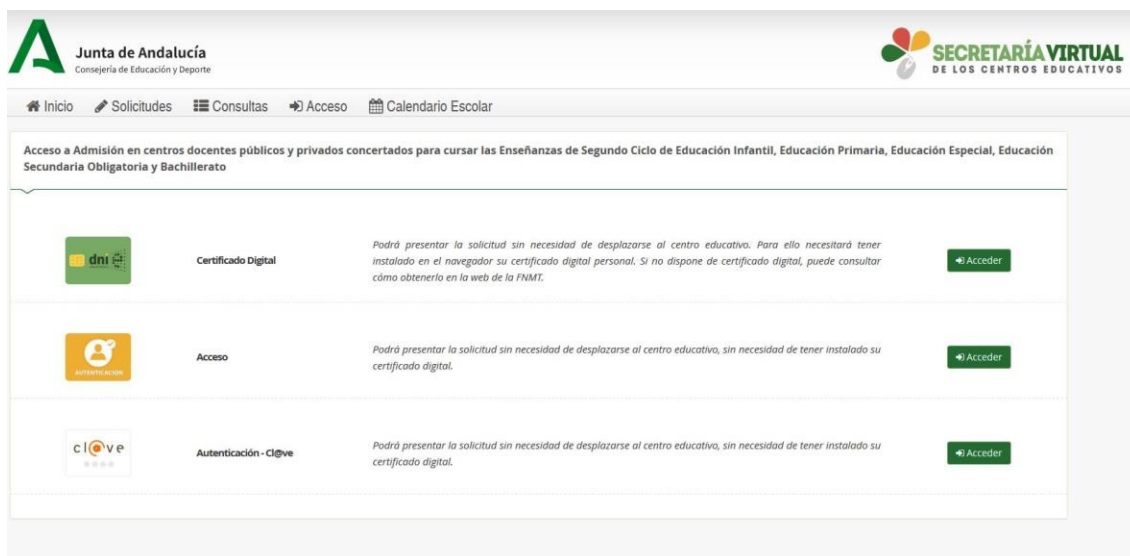 Junta de Andalucía
Consejería de Educación y Deporte
SECRETARÍA VIRTUAL
DE LOS CENTROS EDUCATIVOS
Inicio Solicitudes Consultas Acceso Calendario Escolar
Acceso a Admisión en centros docentes públicos y privados concertados para cursar las Enseñanzas de Segundo Ciclo de Educación Infantil, Educación Primaria, Educación Especial, Educación
Secundaria Obligatoria y Bachillerato
dni e
Certificado Digital
Podrá presentar la solicitud sin necesidad de desplazarse al centro educativo. Para ello necesitará tener
instalado en el navegador su certificado digital personal. Si no dispone de certificado digital, puede consultar
cómo obtenerlo en la web de la FNMT.
Acceder
AUTENTICACIÓN
Acceso
Podrá presentar la solicitud sin necesidad de desplazarse al centro educativo, sin necesidad de tener instalado su
certificado digital.
Acceder
cl@ve
Autenticación - Cl@ve
Podrá presentar la solicitud sin necesidad de desplazarse al centro educativo, sin necesidad de tener instalado su
certificado digital.
Acceder